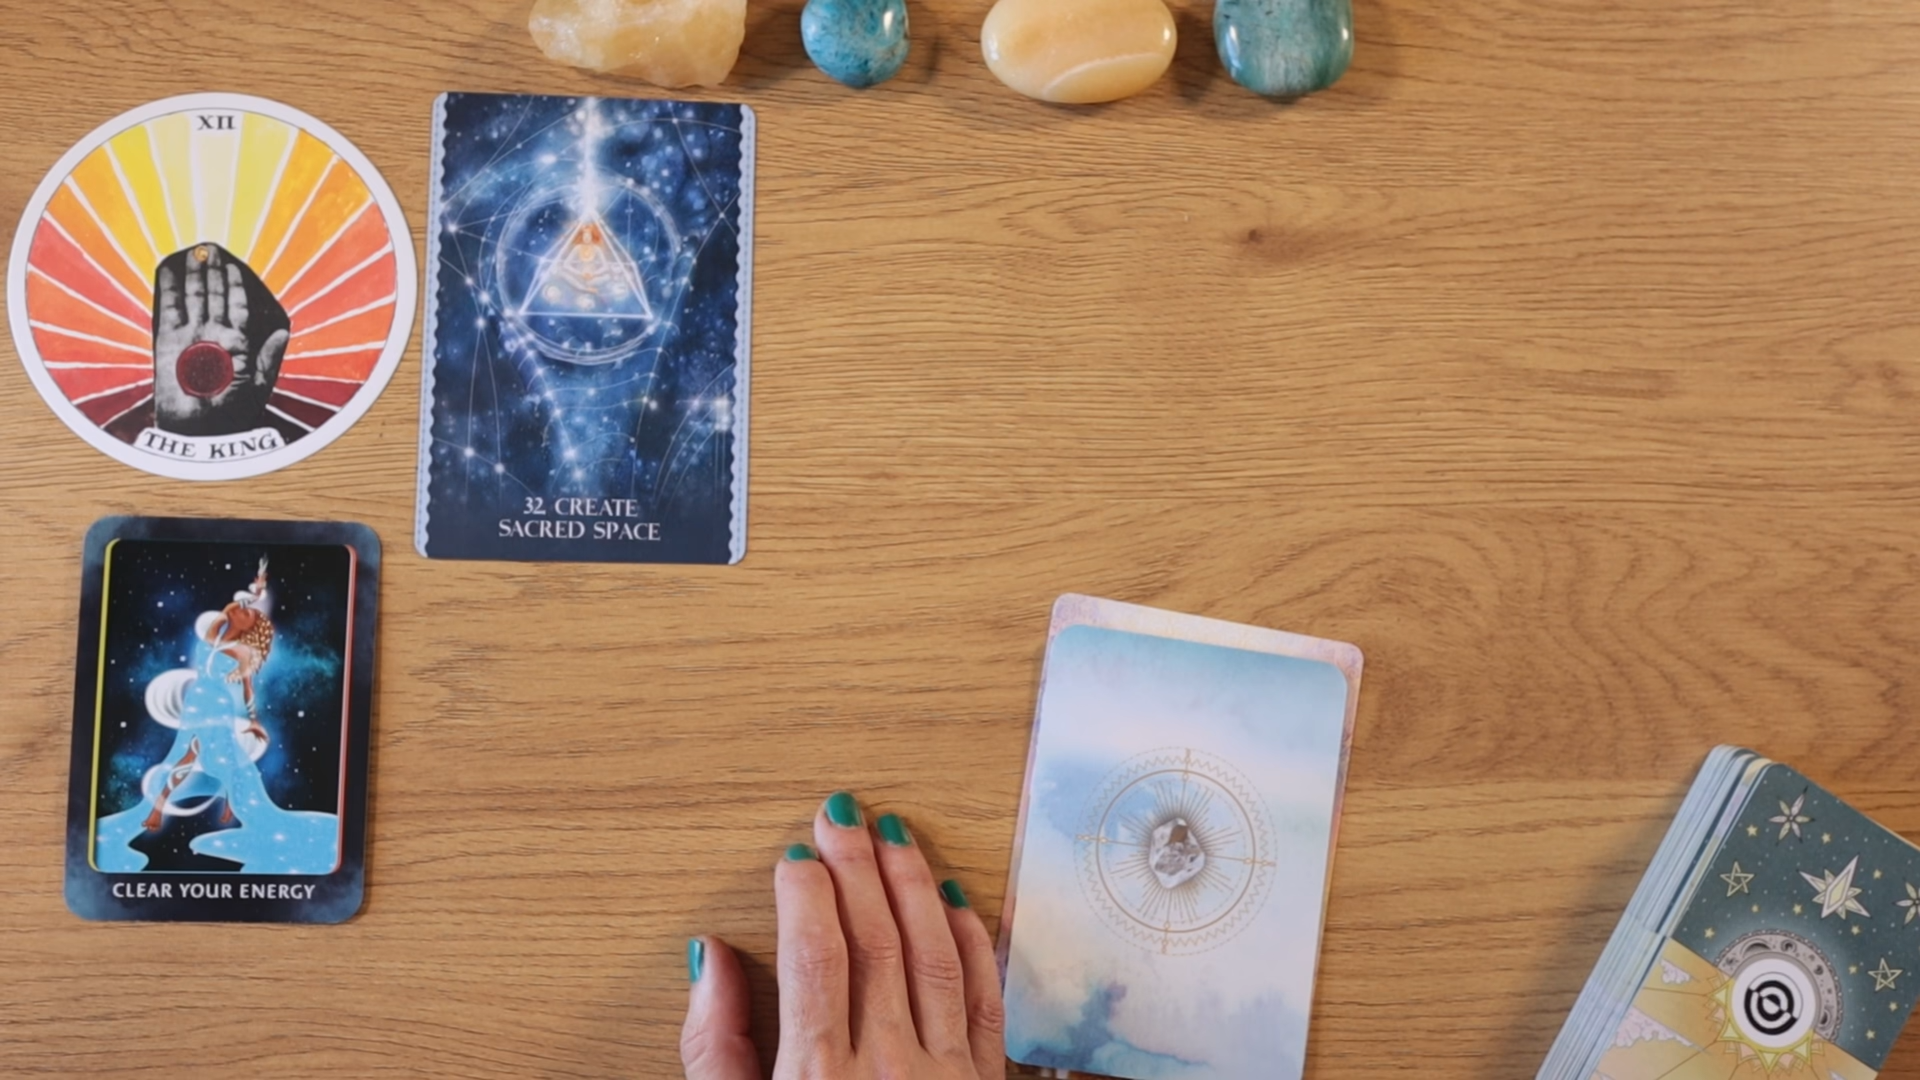 XII
THE KING
32. CREATE
SACRED SPACE
CLEAR YOUR ENERGY